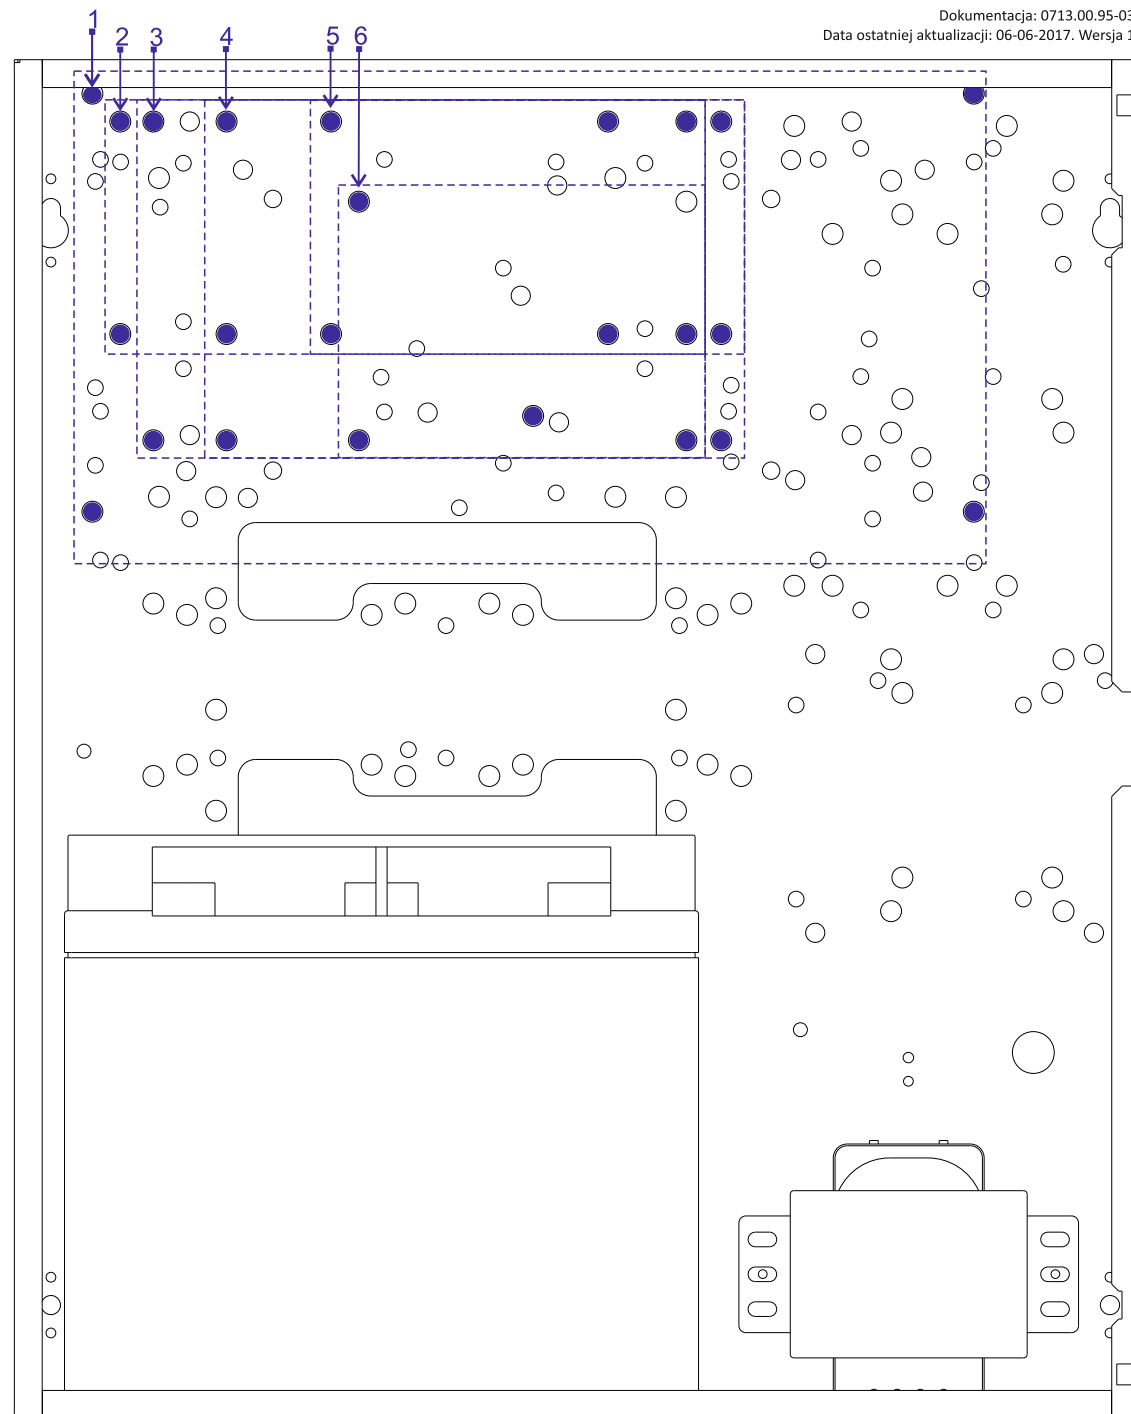 Dokumentacja: 0713.00.95-03
Data ostatniej aktualizacji: 06-06-2017. Wersja 1
1
2 3 4 5 6